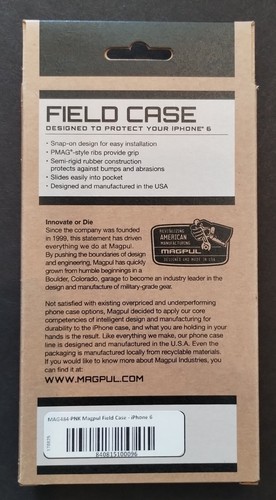 FIELD CASE
DESIGNED TO PROTECT YOUR iPHONE® 6
• Snap-on design for easy installation
• PMAG®-style ribs provide grip
• Semi-rigid rubber construction
protects against bumps and abrasions
• Slides easily into pocket
• Designed and manufactured in the USA
Innovate or Die
Since the company was founded
in 1999, this statement has driven
everything we do at Magpul.
By pushing the boundaries of design
and engineering, Magpul has quickly
grown from humble beginnings in a
Boulder, Colorado, garage to become an industry leader in the
design and manufacture of military-grade gear.
REVITALIZING
AMERICAN
MANUFACTURING
MAGPUL
DESIGNED AND MADE IN USA
Not satisfied with existing overpriced and underperforming
phone case options, Magpul decided to apply our core
competencies of intelligent design and manufacturing for
durability to the iPhone case, and what you are holding in your
hands is the result. Like everything we make, our phone case
line is designed and manufactured in the U.S.A. Even the
packaging is manufactured locally from recyclable materials.
If you would like to know more about Magpul Industries, you
can find it at:
WWW.MAGPUL.COM
MAG484-PNK Magpul Field Case - iPhone 6
840815100096